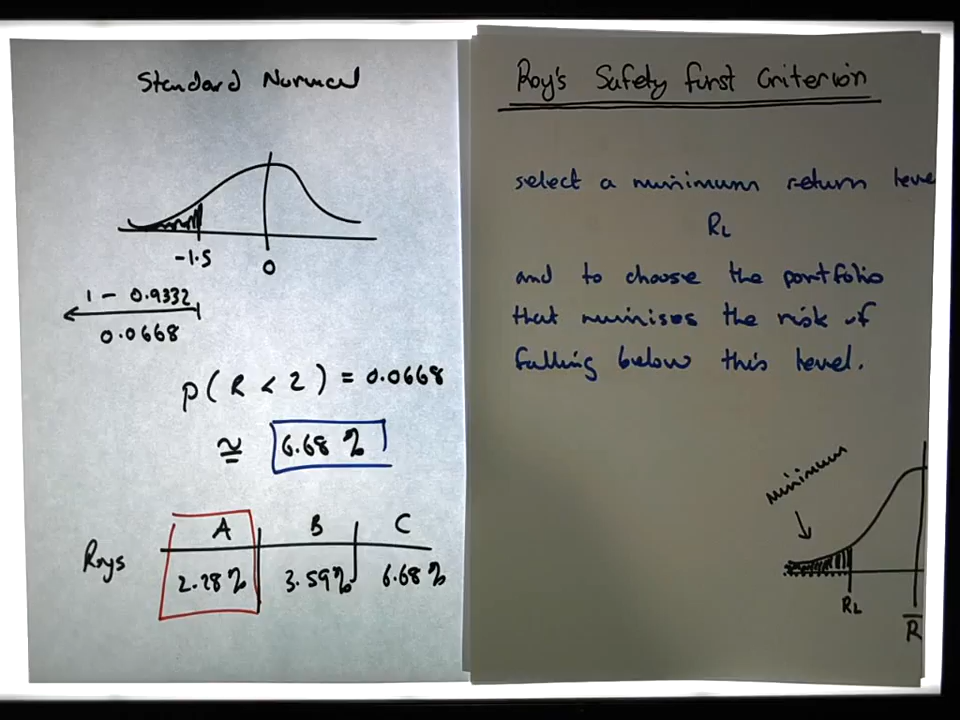 Standard Normal
-1.5
0
1 - 0.9332
0.0668
P(R < 2) = 0.0668
≅ 6.68 %
A B C
Roys 2.28% 3.59% 6.68%
Roy's Safety First Criterion
select a minimum return leve
RL
and to choose the portfolio
that minimises the risk of
falling below this level.
minimum
RL
R̅